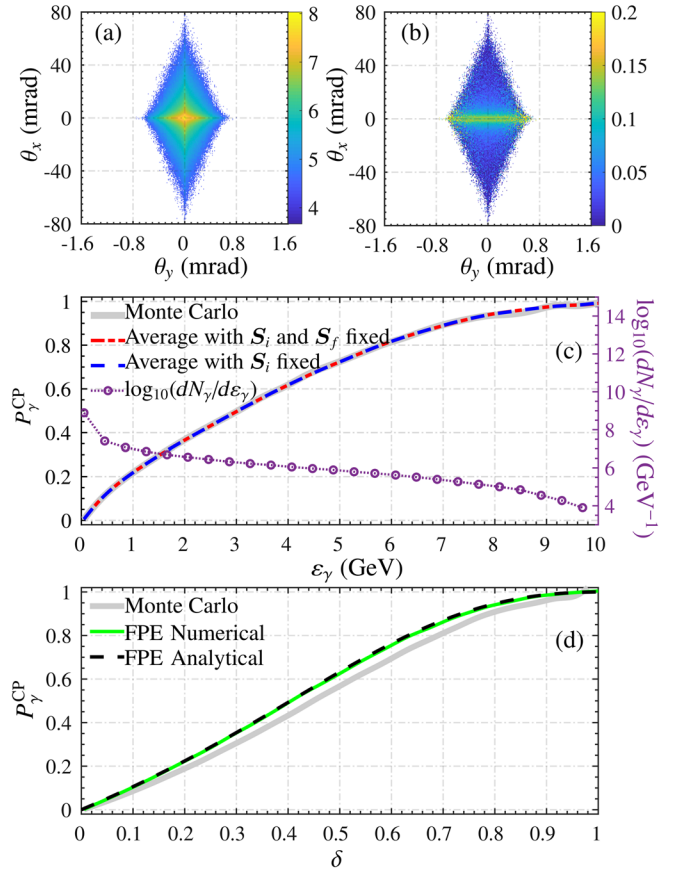 (a)
80
40
0
-40
-80
θx (mrad)
-1.6 -0.8 0 0.8 1.6
θy (mrad)
8
7
6
5
4
(b)
80
40
0
-40
-80
θx (mrad)
-1.6 -0.8 0 0.8 1.6
θy (mrad)
0.2
0.15
0.1
0.05
0
1
0.8
0.6
0.4
0.2
0
PγCP
Monte Carlo
Average with Si and Sf fixed
Average with Si fixed
log10(dNγ/dεγ)
(c)
14
12
10
8
6
4
log10(dNγ/dεγ) (GeV−1)
0 1 2 3 4 5 6 7 8 9 10
εγ (GeV)
1
0.8
0.6
0.4
0.2
0
PγCP
Monte Carlo
FPE Numerical
FPE Analytical
(d)
0 0.1 0.2 0.3 0.4 0.5 0.6 0.7 0.8 0.9 1
δ